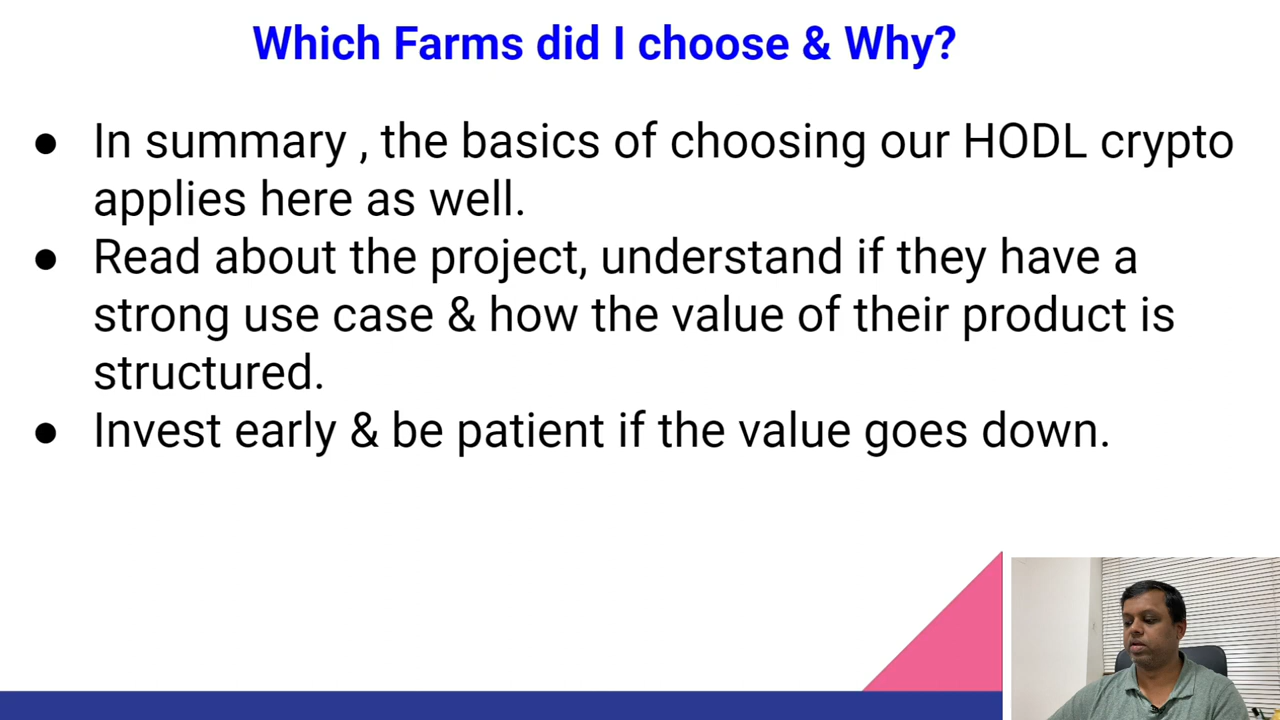 Which Farms did I choose & Why?
● In summary , the basics of choosing our HODL crypto
applies here as well.
● Read about the project, understand if they have a
strong use case & how the value of their product is
structured.
● Invest early & be patient if the value goes down.